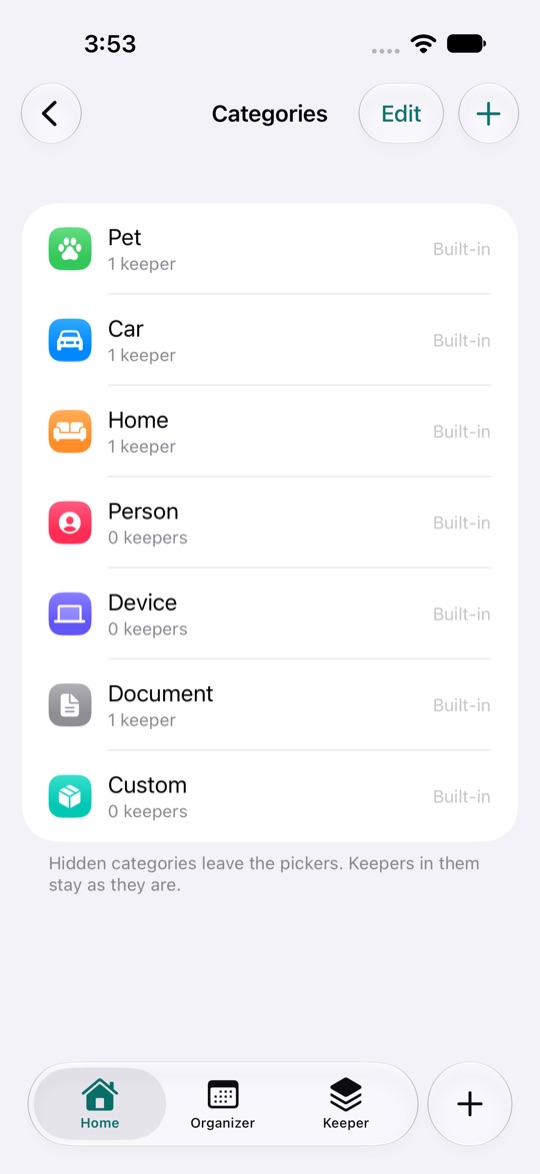 3:53
Categories
Edit
Pet
1 keeper
Built-in
Car
1 keeper
Built-in
Home
1 keeper
Built-in
Person
0 keepers
Built-in
Device
0 keepers
Built-in
Document
1 keeper
Built-in
Custom
0 keepers
Built-in
Hidden categories leave the pickers. Keepers in them
stay as they are.
Home
Organizer
Keeper